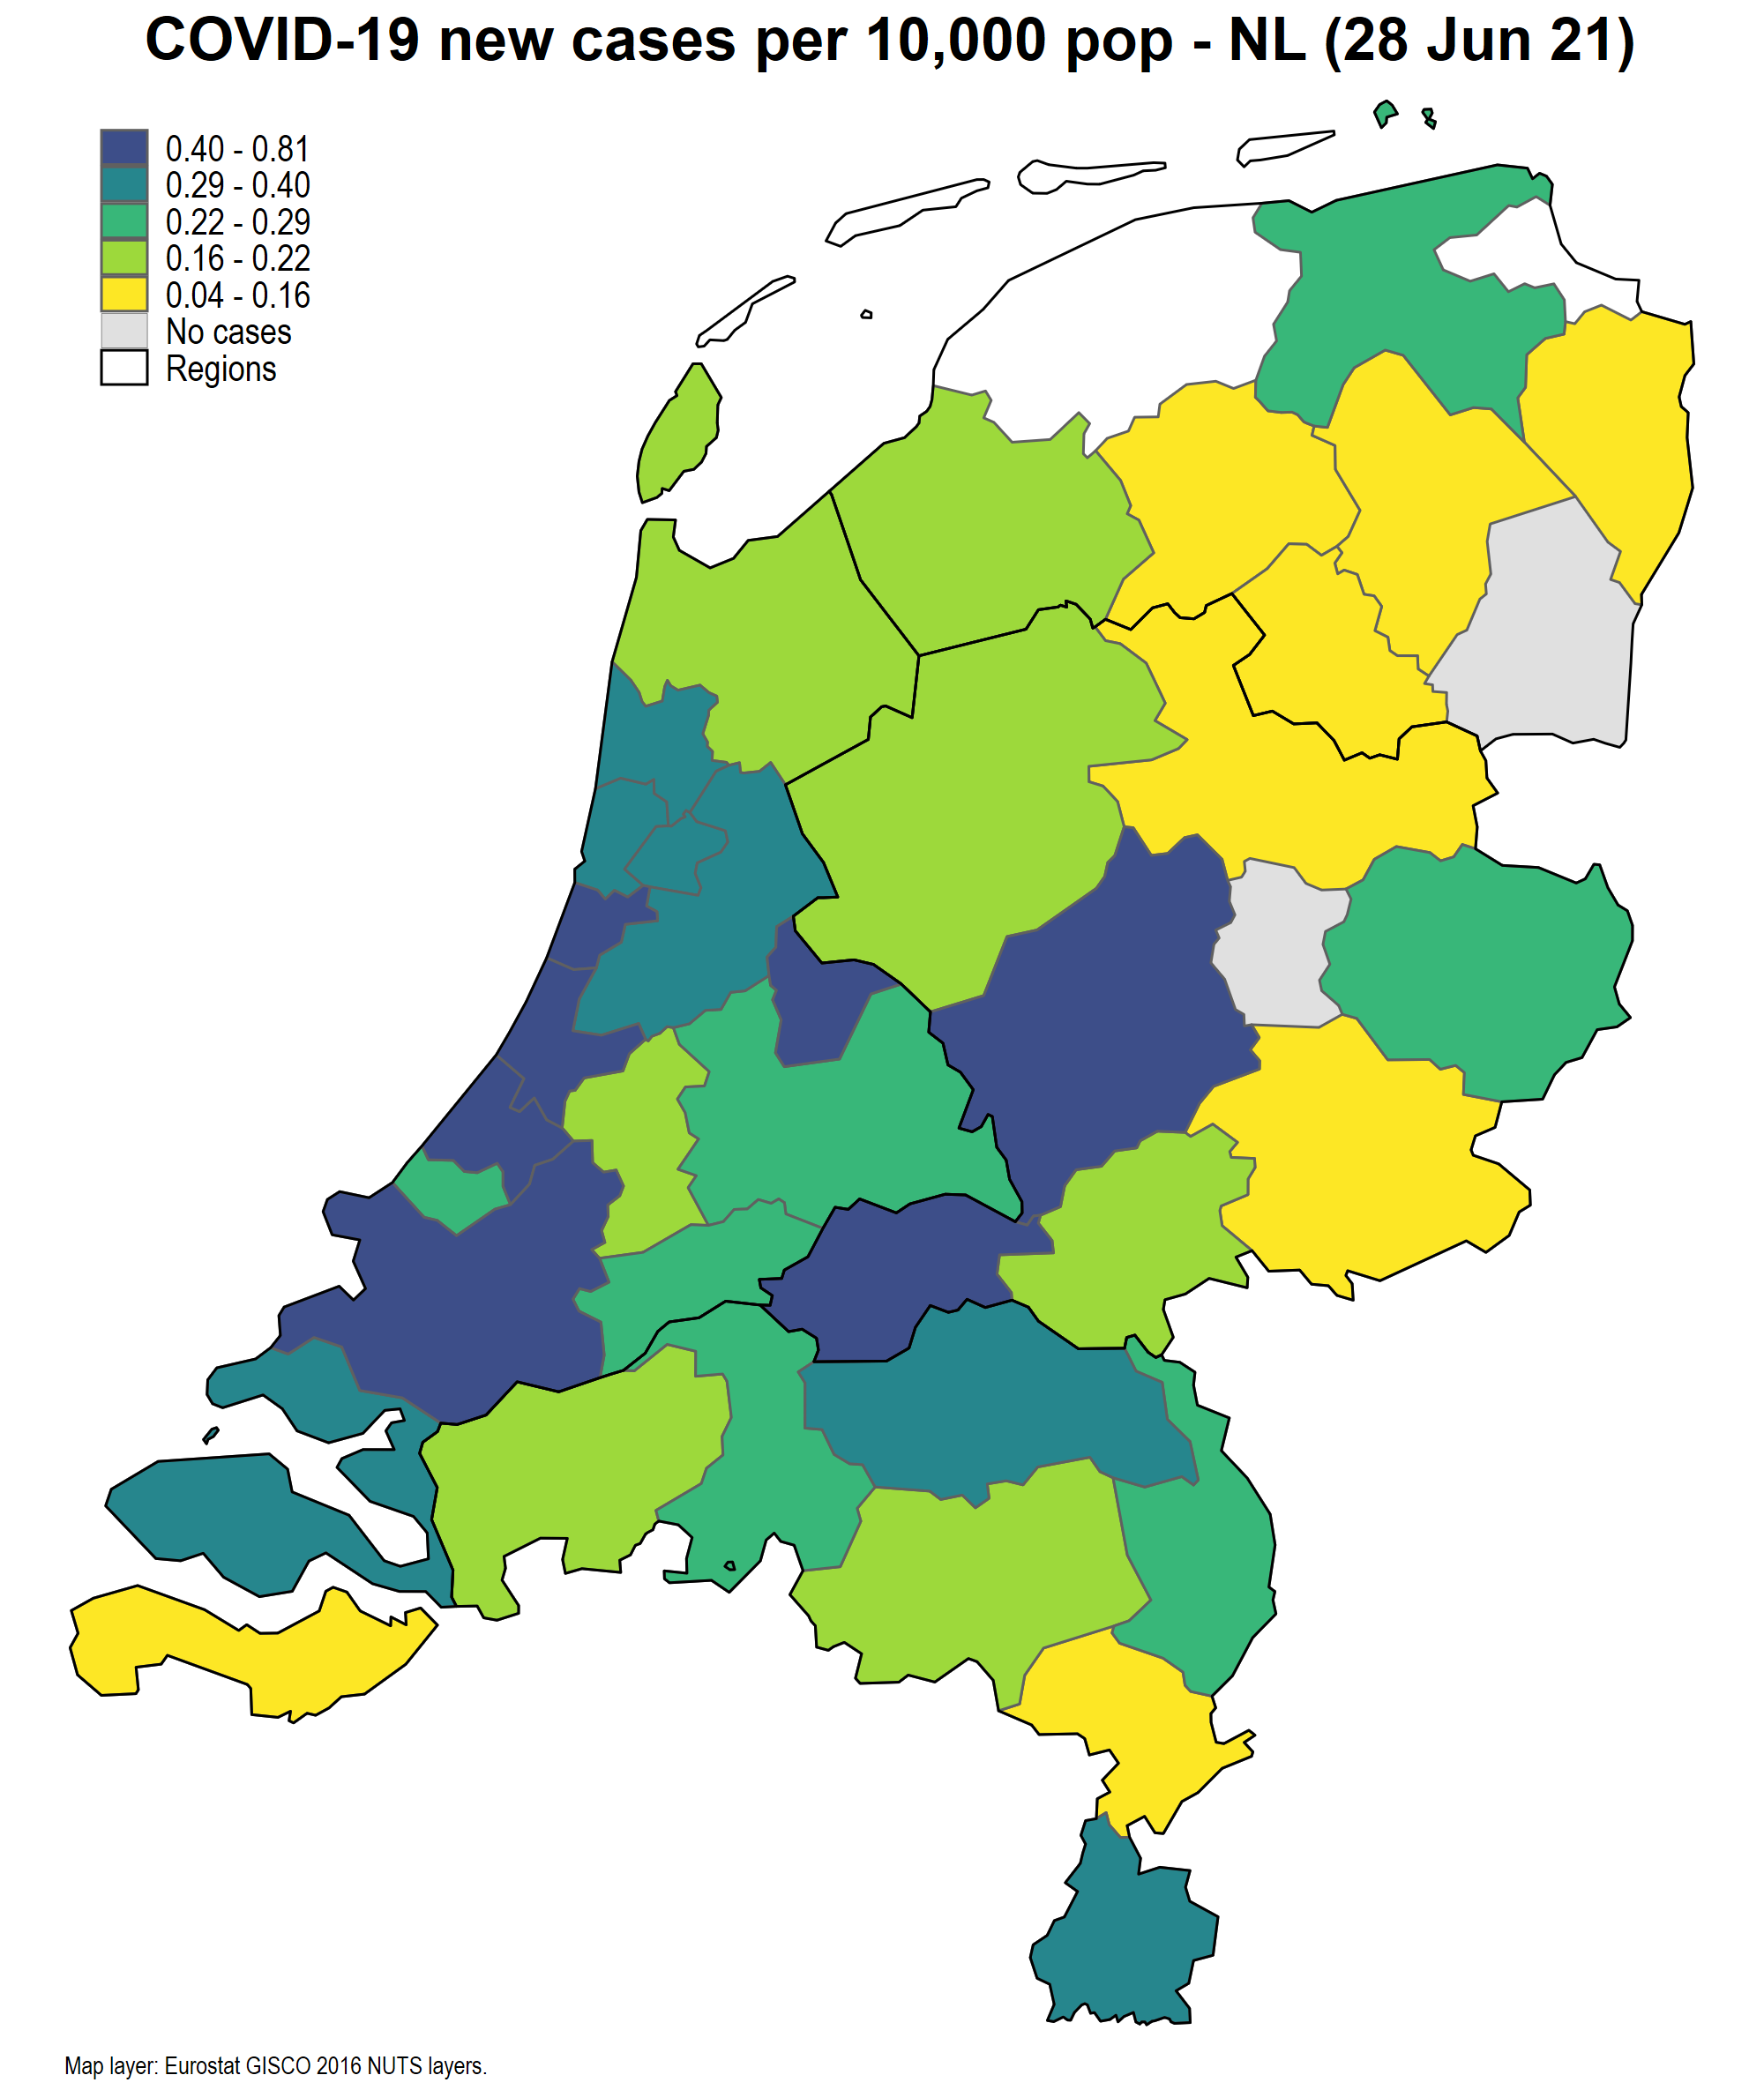 COVID-19 new cases per 10,000 pop - NL (28 Jun 21)
0.40 - 0.81
0.29 - 0.40
0.22 - 0.29
0.16 - 0.22
0.04 - 0.16
No cases
Regions
Map layer: Eurostat GISCO 2016 NUTS layers.